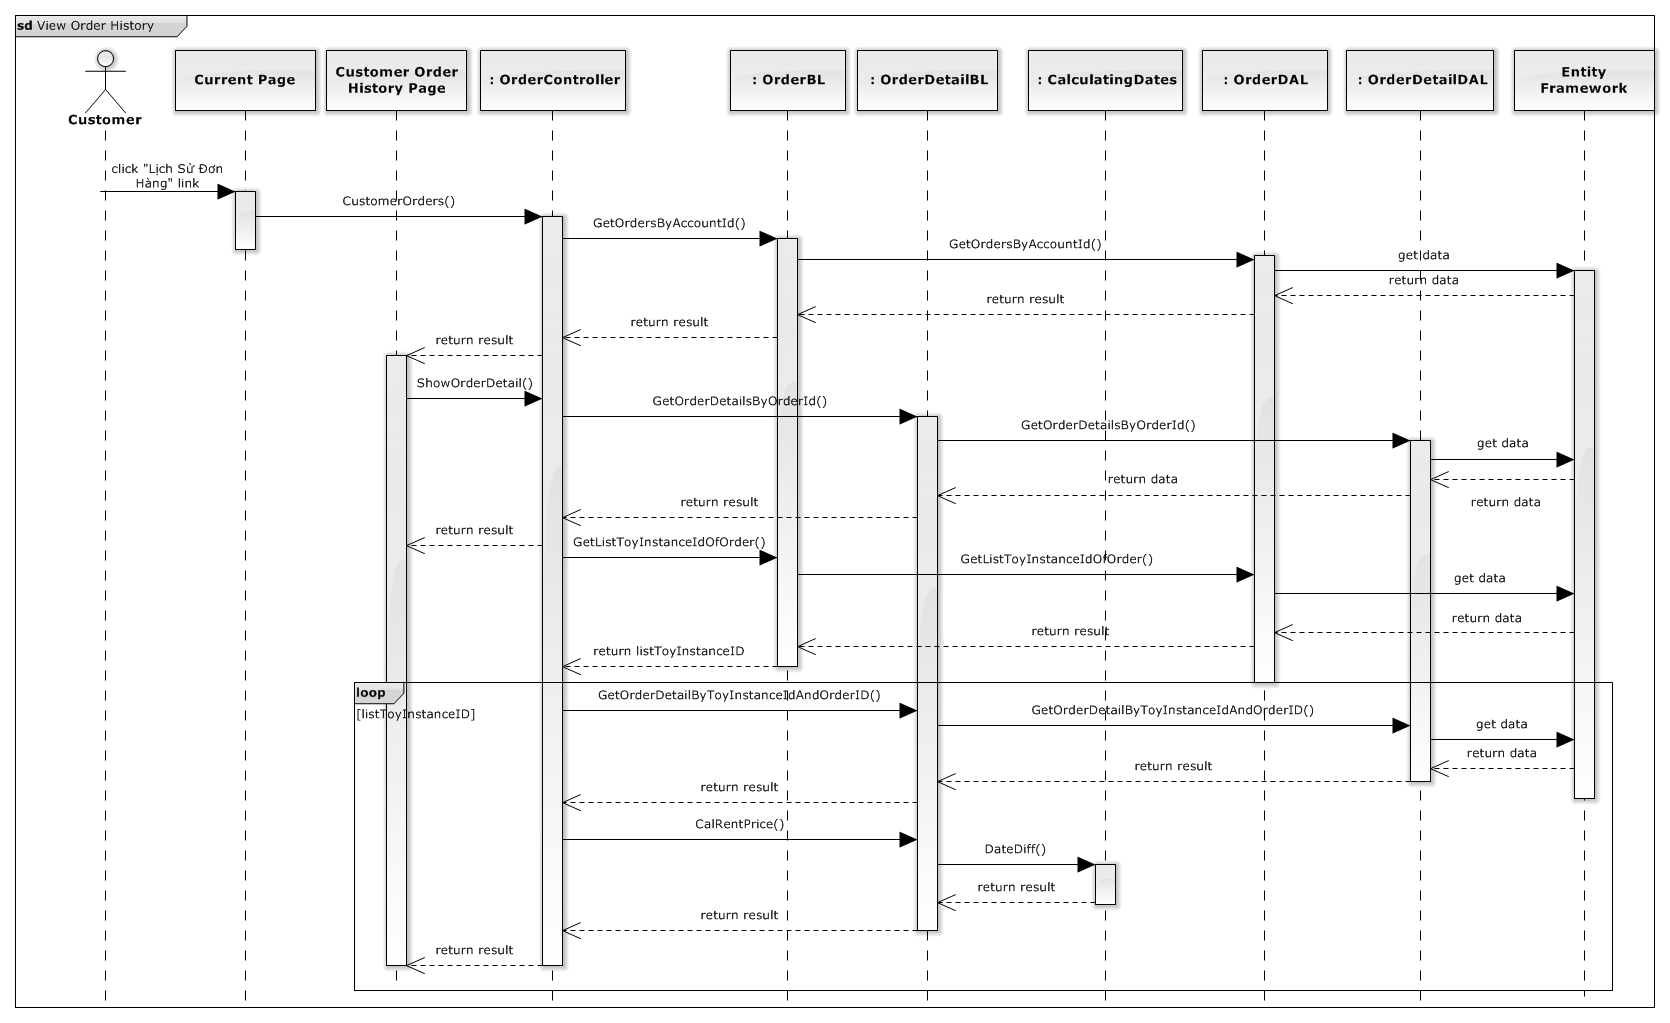 sd View Order History
Customer
Current Page
Customer Order
History Page
: OrderController
: OrderBL
: OrderDetailBL
: CalculatingDates
: OrderDAL
: OrderDetailDAL
Entity
Framework
click "Lịch Sử Đơn
Hàng" link
CustomerOrders()
GetOrdersByAccountId()
GetOrdersByAccountId()
get data
return data
return result
return result
return result
ShowOrderDetail()
GetOrderDetailsByOrderId()
GetOrderDetailsByOrderId()
get data
return data
return data
return result
return result
GetListToyInstanceIdOfOrder()
GetListToyInstanceIdOfOrder()
get data
return data
return result
return listToyInstanceID
loop
[listToyInstanceID]
GetOrderDetailByToyInstanceIdAndOrderID()
GetOrderDetailByToyInstanceIdAndOrderID()
get data
return data
return result
return result
CalRentPrice()
DateDiff()
return result
return result
return result